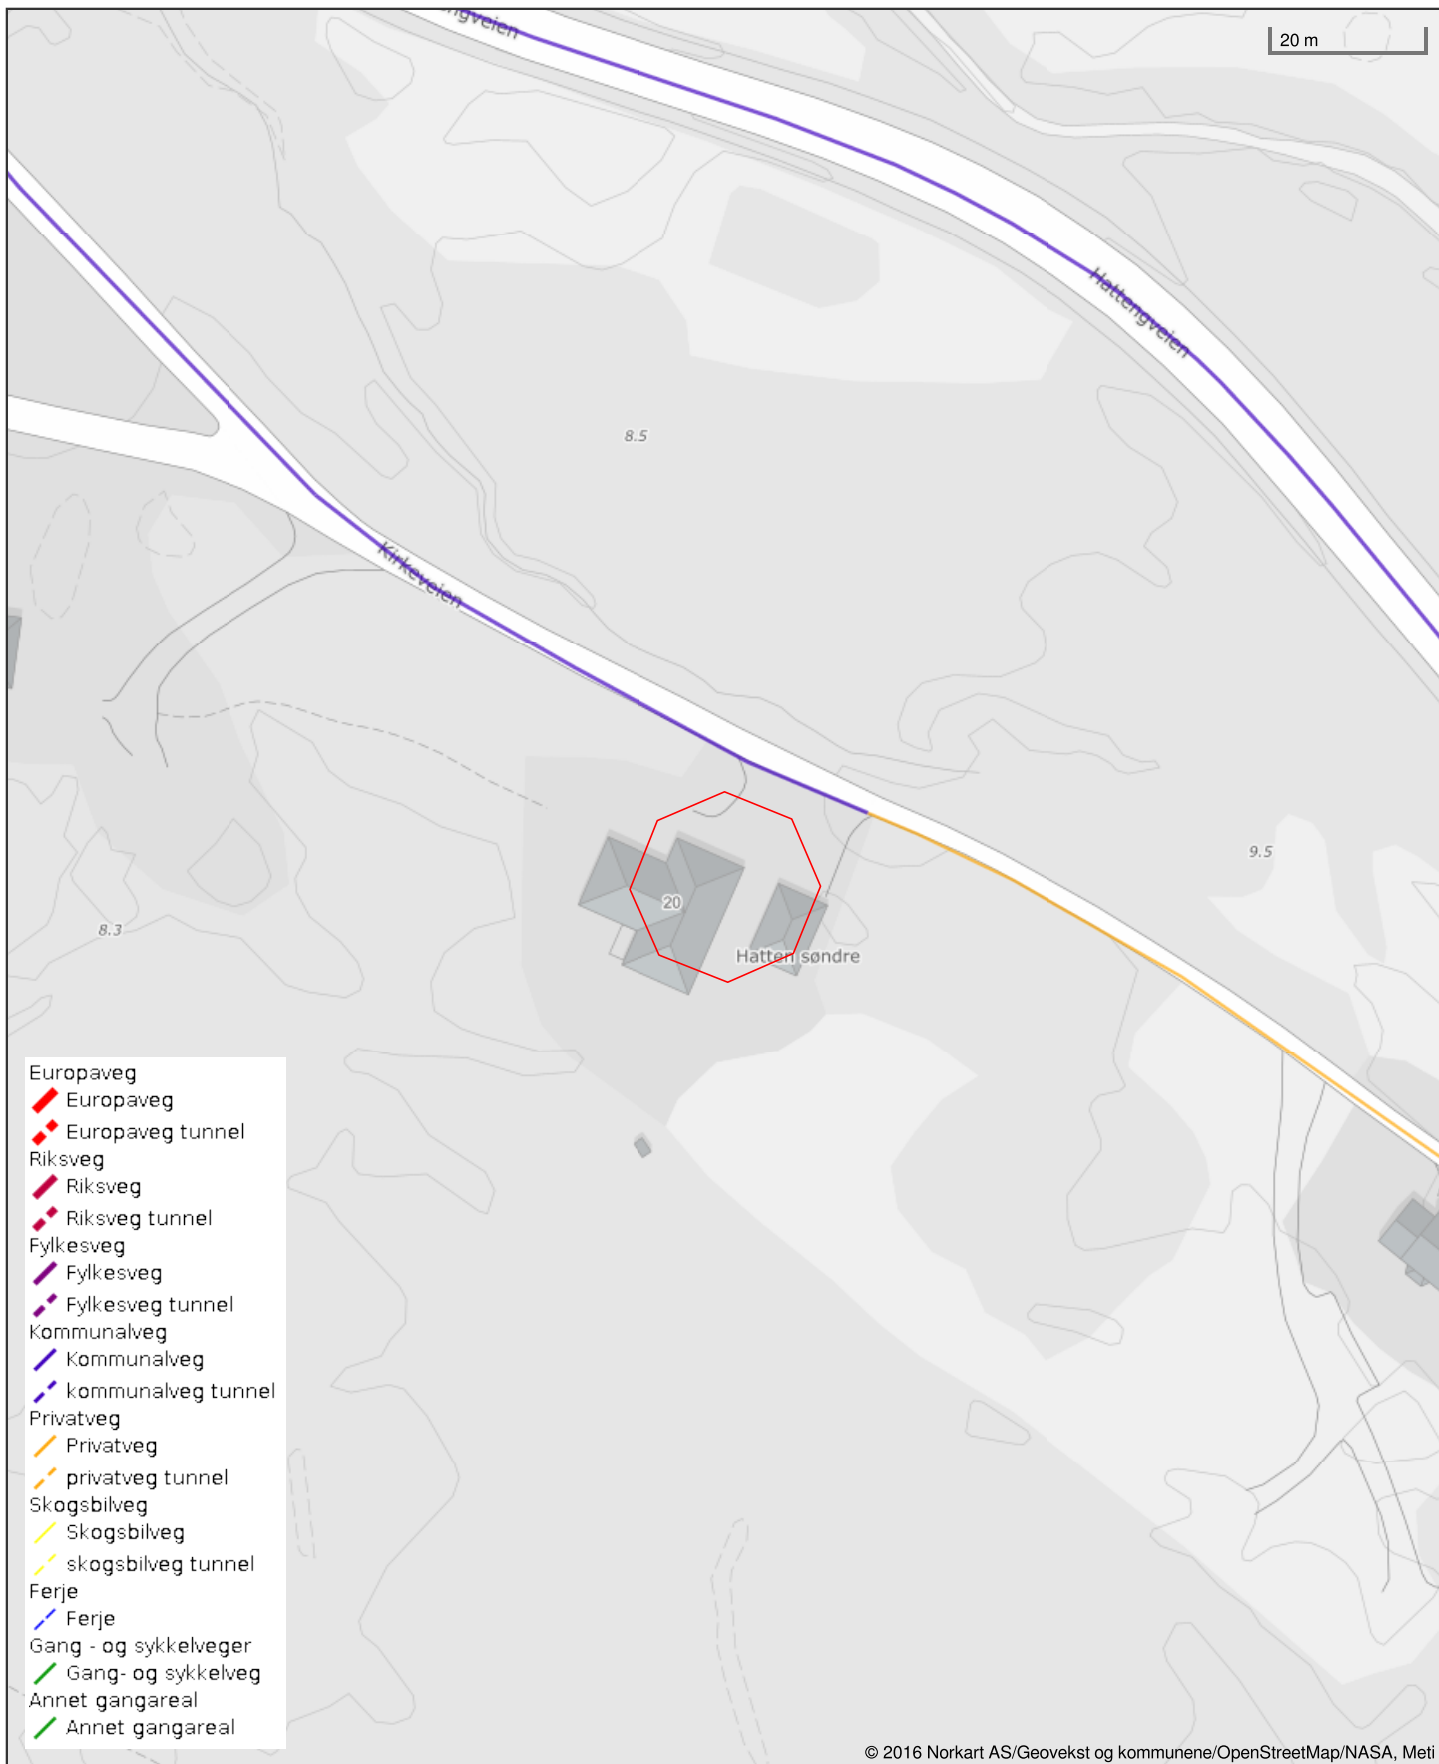 ngveien
20 m
Hattengveien
8.5
Kirkeveien
9.5
20
8.3
Hatten søndre
Europaveg
Europaveg
Europaveg tunnel
Riksveg
Riksveg
Riksveg tunnel
Fylkesveg
Fylkesveg
Fylkesveg tunnel
Kommunalveg
Kommunalveg
kommunalveg tunnel
Privatveg
Privatveg
privatveg tunnel
Skogsbilveg
Skogsbilveg
skogsbilveg tunnel
Ferje
Ferje
Gang - og sykkelveger
Gang- og sykkelveg
Annet gangareal
Annet gangareal
© 2016 Norkart AS/Geovekst og kommunene/OpenStreetMap/NASA, Meti